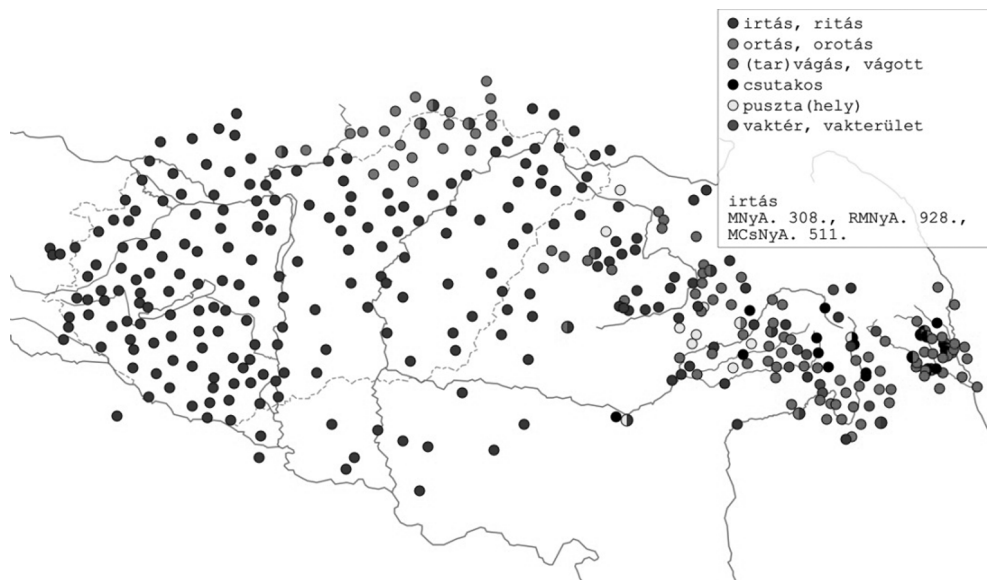 irtás, ritás
ortás, orotás
(tar)vágás, vágott
csutakos
puszta(hely)
vaktér, vakterület
irtás
MNyA. 308., RMNyA. 928.,
MCsNyA. 511.